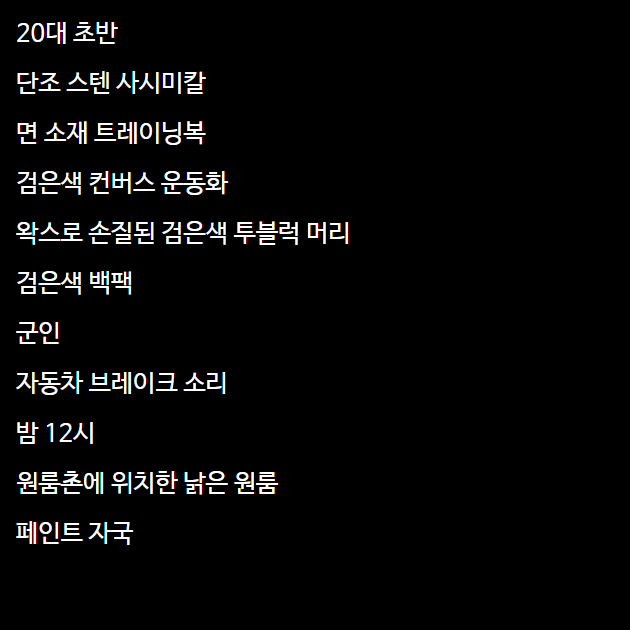 20대 초반
단조 스텐 사시미칼
면 소재 트레이닝복
검은색 컨버스 운동화
왁스로 손질된 검은색 투블럭 머리
검은색 백팩
군인
자동차 브레이크 소리
밤 12시
원룸촌에 위치한 낡은 원룸
페인트 자국